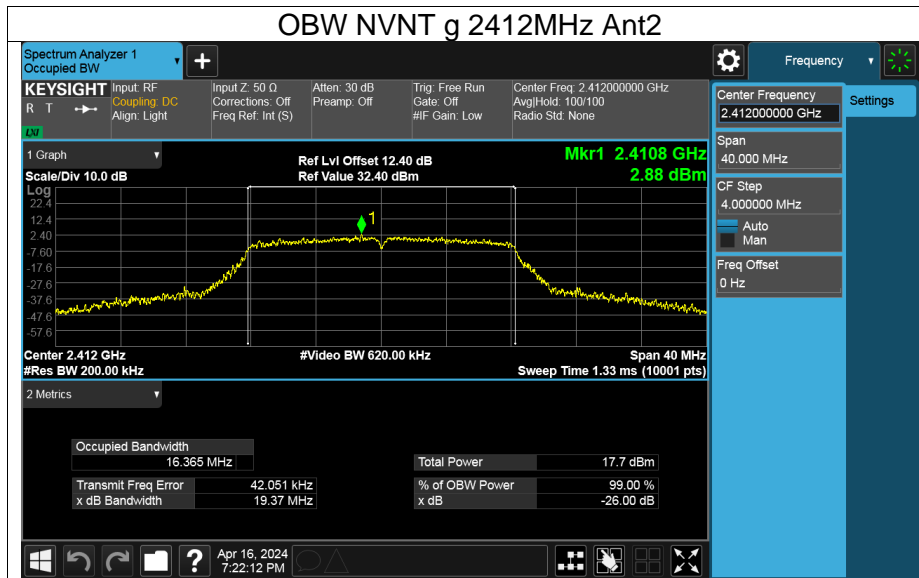 OBW NVNT g 2412MHz Ant2
Spectrum Analyzer 1
Occupied BW
+
Frequency
KEYSIGHT
R T
LXI
Input: RF
Coupling: DC
Align: Light
Input Z: 50 Ω
Corrections: Off
Freq Ref: Int (S)
Atten: 30 dB
Preamp: Off
Trig: Free Run
Gate: Off
#IF Gain: Low
Center Freq: 2.412000000 GHz
Avg|Hold: 100/100
Radio Std: None
Center Frequency
2.412000000 GHz
Settings
Span
40.000 MHz
CF Step
4.000000 MHz
Auto
Man
Freq Offset
0 Hz
1 Graph
Scale/Div 10.0 dB
Ref Lvl Offset 12.40 dB
Ref Value 32.40 dBm
Mkr1 2.4108 GHz
2.88 dBm
Log
22.4
12.4
2.40
-7.60
-17.6
-27.6
-37.6
-47.6
-57.6
1
Center 2.412 GHz
#Res BW 200.00 kHz
#Video BW 620.00 kHz
Span 40 MHz
Sweep Time 1.33 ms (10001 pts)
2 Metrics
Occupied Bandwidth
16.365 MHz
Total Power 17.7 dBm
Transmit Freq Error 42.051 kHz
% of OBW Power 99.00 %
x dB Bandwidth 19.37 MHz
x dB -26.00 dB
?
Apr 16, 2024
7:22:12 PM